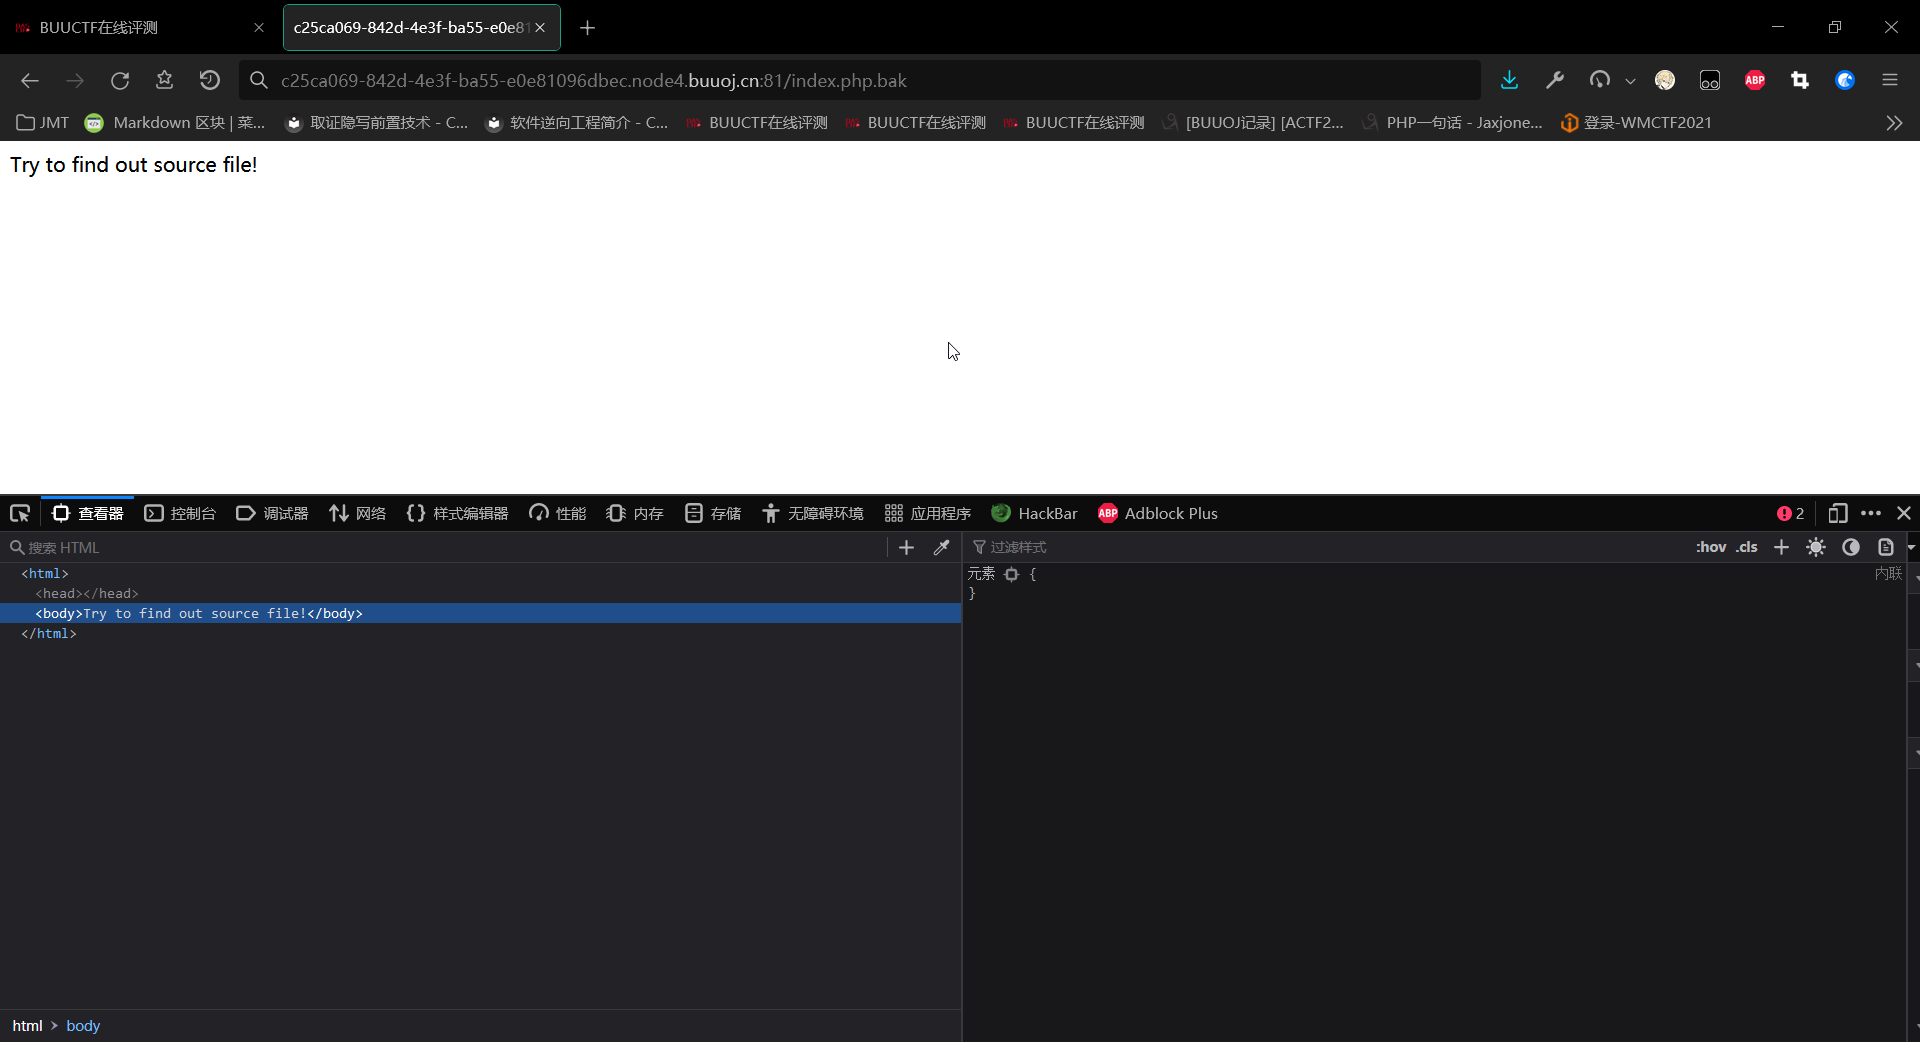 BUUCTF在线评测
c25ca069-842d-4e3f-ba55-e0e81
c25ca069-842d-4e3f-ba55-e0e81096dbec.node4.buuoj.cn:81/index.php.bak
ABP
JMT
Markdown 区块 | 菜...
取证隐写前置技术 - C...
软件逆向工程简介 - C...
BUUCTF在线评测
BUUCTF在线评测
BUUCTF在线评测
[BUUOJ记录] [ACTF2...
PHP一句话 - Jaxjone...
登录-WMCTF2021
Try to find out source file!
查看器
控制台
调试器
网络
样式编辑器
性能
内存
存储
无障碍环境
应用程序
HackBar
ABP
Adblock Plus
2
搜索 HTML
过滤样式
:hov .cls
<html>
<head></head>
<body>Try to find out source file!</body>
</html>
元素 {
内联
}
html > body